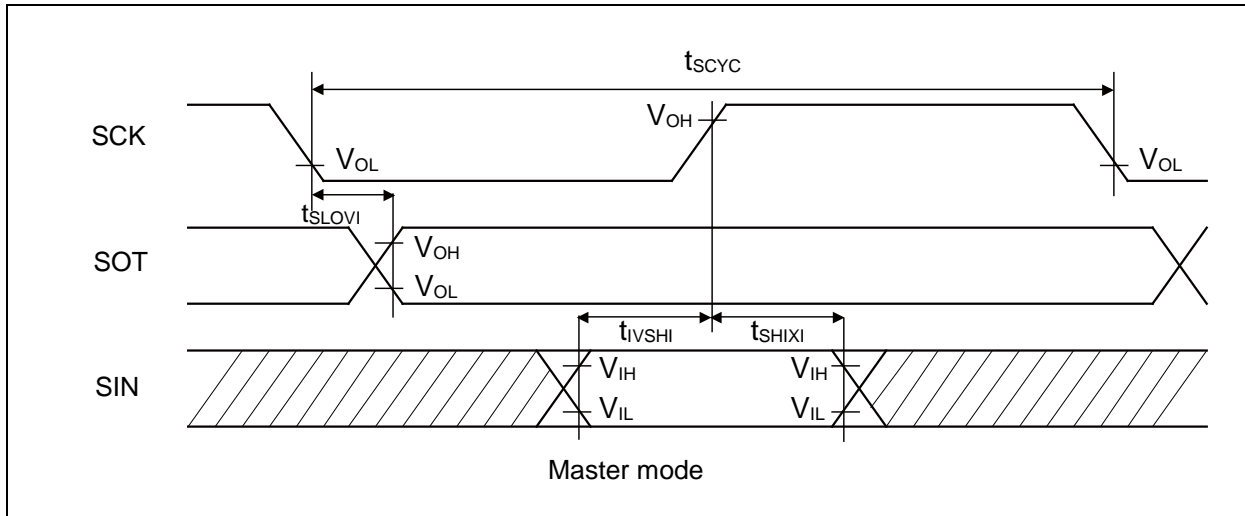 tSCYC
SCK
VOH
VOL
VOL
tSLOVI
SOT
VOH
VOL
tIVSHI
tSHIXI
SIN
VIH
VIH
VIL
VIL
Master mode